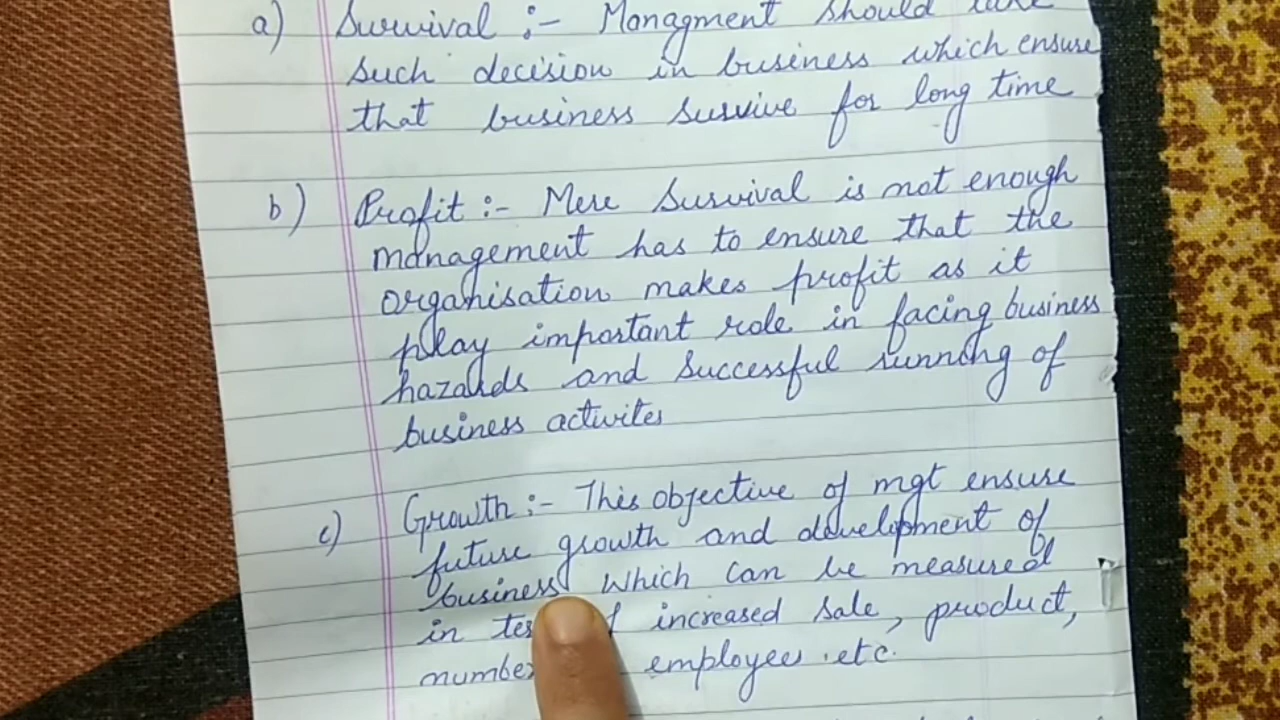 a) Survival :- Managment should take
such decision in business which ensure
that business survive for long time
b) Profit :- Mere Survival is not enough
management has to ensure that the
organisation makes profit as it
play important role in facing business
hazards and successful running of
business activites
c) Growth :- This objective of mgt ensure
future growth and development of
business which can be measured
in increased sale, product,
employee etc.